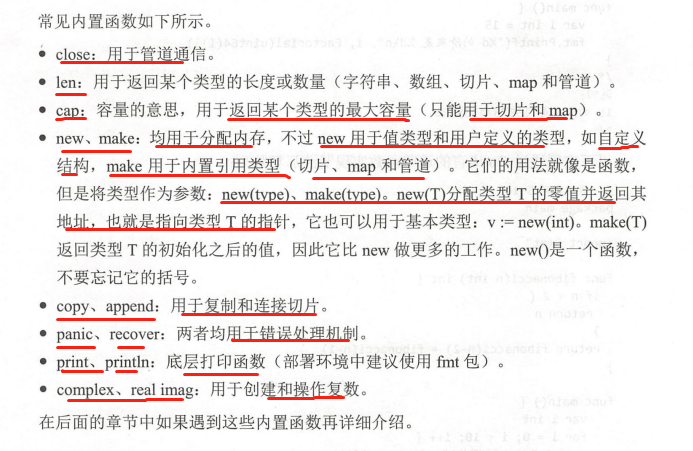 常见内置函数如下所示。
● close：用于管道通信。
● len：用于返回某个类型的长度或数量（字符串、数组、切片、map 和管道）。
● cap：容量的意思，用于返回某个类型的最大容量（只能用于切片和 map）。
● new、make：均用于分配内存，不过 new 用于值类型和用户定义的类型，如自定义
结构，make 用于内置引用类型（切片、map 和管道）。它们的用法就像是函数，
但是将类型作为参数：new(type)、make(type)。new(T)分配类型 T 的零值并返回其
地址，也就是指向类型 T 的指针，它也可以用于基本类型：v := new(int)。make(T)
返回类型 T 的初始化之后的值，因此它比 new 做更多的工作。new()是一个函数，
不要忘记它的括号。
● copy、append：用于复制和连接切片。
● panic、recover：两者均用于错误处理机制。
● print、println：底层打印函数（部署环境中建议使用 fmt 包）。
● complex、real imag：用于创建和操作复数。
在后面的章节中如果遇到这些内置函数再详细介绍。